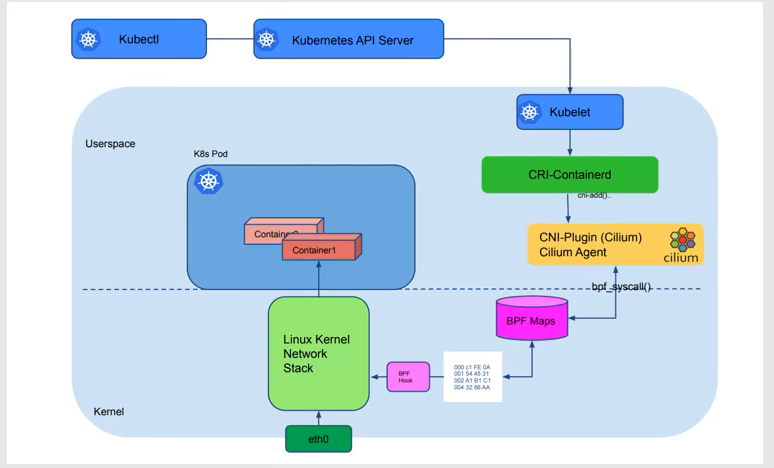 Kubectl
Kubernetes API Server
Kubelet
Userspace
K8s Pod
CRI-Containerd
cni-add()..
Container2
Container1
CNI-Plugin (Cilium)
Cilium Agent
cilium
bpf_syscall()
BPF Maps
Linux Kernel
Network
Stack
BPF
Hook
000 c1 FE 0A
001 54 45 31
002 A1 B1 C1
004 32 66 AA
Kernel
eth0